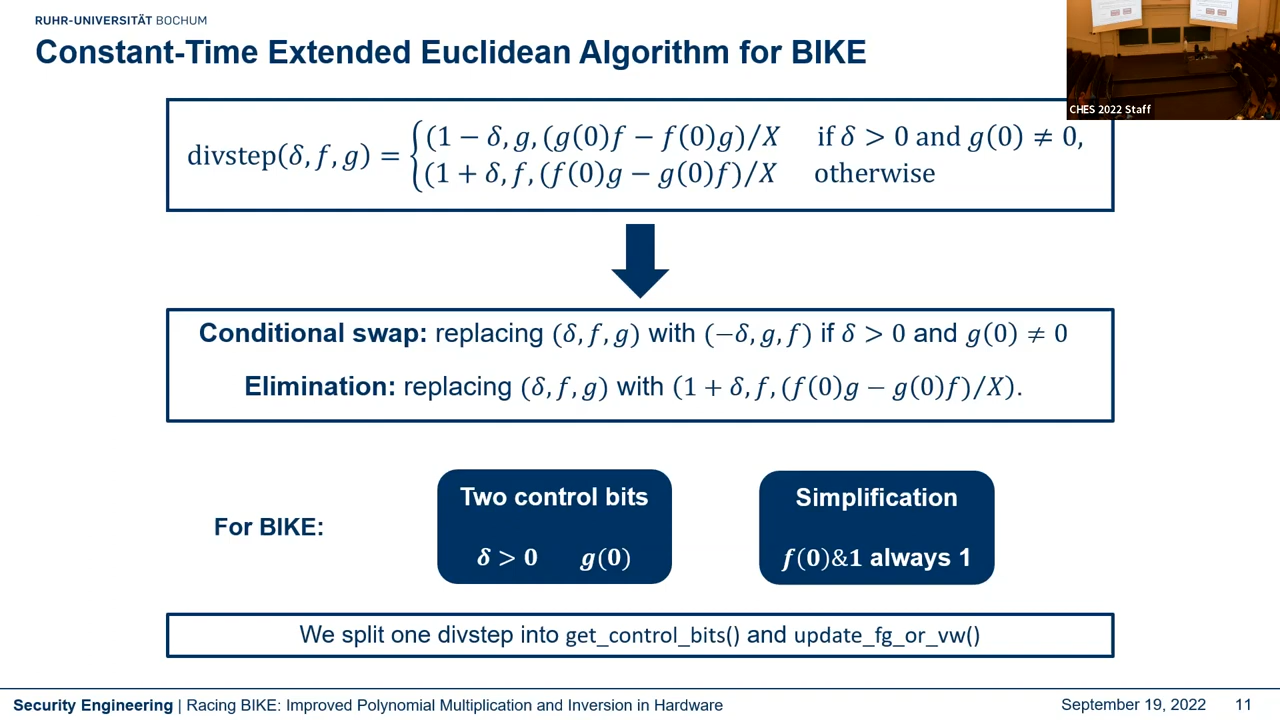 RUHR-UNIVERSITÄT BOCHUM
Constant-Time Extended Euclidean Algorithm for BIKE
CHES 2022 Staff
divstep(δ, f, g) = { (1 − δ, g, (g(0)f − f(0)g)/X if δ > 0 and g(0) ≠ 0,
(1 + δ, f, (f(0)g − g(0)f)/X otherwise
Conditional swap: replacing (δ, f, g) with (−δ, g, f) if δ > 0 and g(0) ≠ 0
Elimination: replacing (δ, f, g) with (1 + δ, f, (f(0)g − g(0)f)/X).
For BIKE:
Two control bits
δ > 0 g(0)
Simplification
f(0)&1 always 1
We split one divstep into get_control_bits() and update_fg_or_vw()
Security Engineering | Racing BIKE: Improved Polynomial Multiplication and Inversion in Hardware
September 19, 2022 11